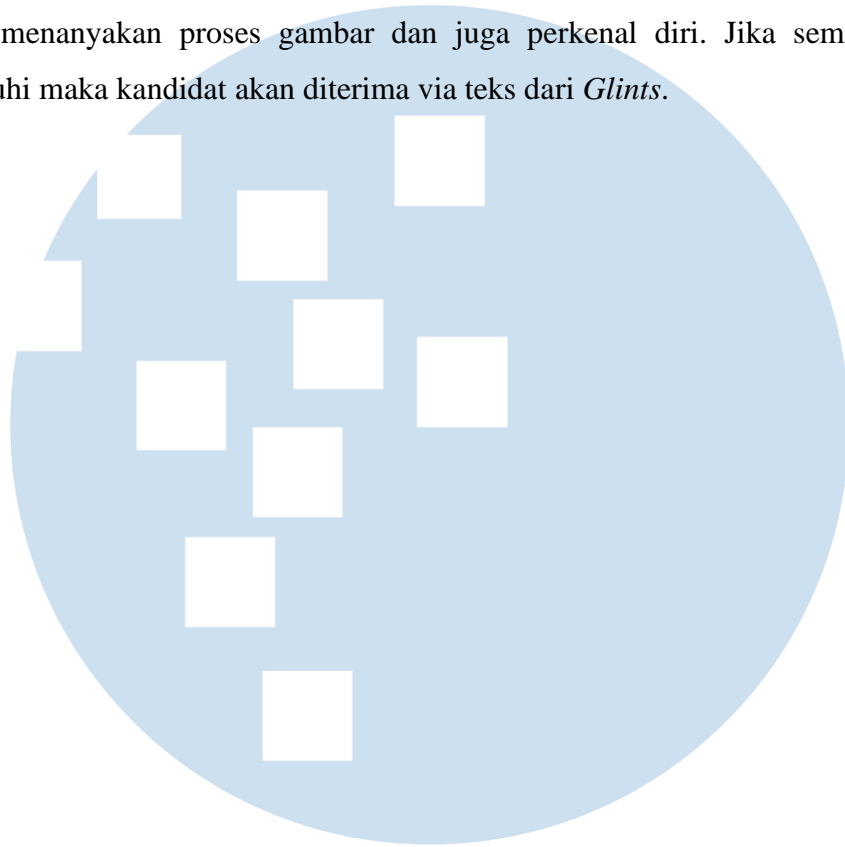 menanyakan proses gambar dan juga perkenal diri. Jika sem
uhi maka kandidat akan diterima via teks dari Glints.